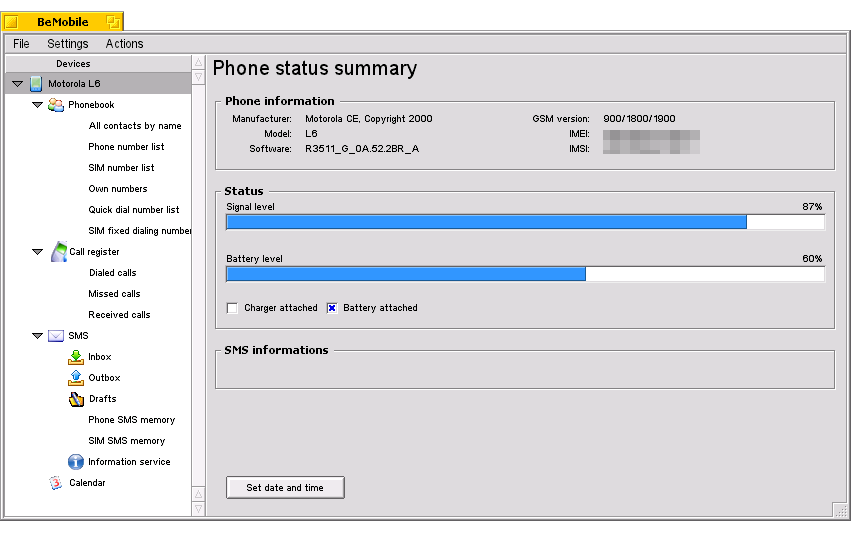 BeMobile
File Settings Actions
Devices
Motorola L6
Phonebook
All contacts by name
Phone number list
SIM number list
Own numbers
Quick dial number list
SIM fixed dialing number
Call register
Dialed calls
Missed calls
Received calls
SMS
Inbox
Outbox
Drafts
Phone SMS memory
SIM SMS memory
Information service
Calendar
Phone status summary
Phone information
Manufacturer: Motorola CE, Copyright 2000 GSM version: 900/1800/1900
Model: L6 IMEI:
Software: R3511_G_0A.52.2BR_A IMSI:
Status
Signal level 87%
Battery level 60%
Charger attached Battery attached
SMS informations
Set date and time